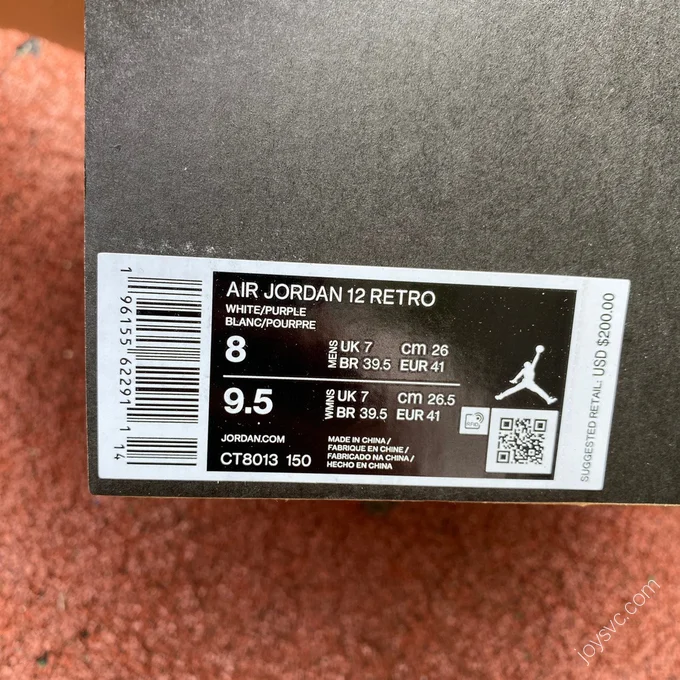 1 96155 62291 1 14
AIR JORDAN 12 RETRO
WHITE/PURPLE
BLANC/POURPRE
8
MENS
UK 7 cm 26
BR 39.5 EUR 41
9.5
WMNS
UK 7 cm 26.5
BR 39.5 EUR 41
JORDAN.COM
CT8013 150
MADE IN CHINA/
FABRIQUE EN CHINE/
FABRICADO NA CHINA/
HECHO EN CHINA
SUGGESTED RETAIL: USD $200.00
joysvc.com